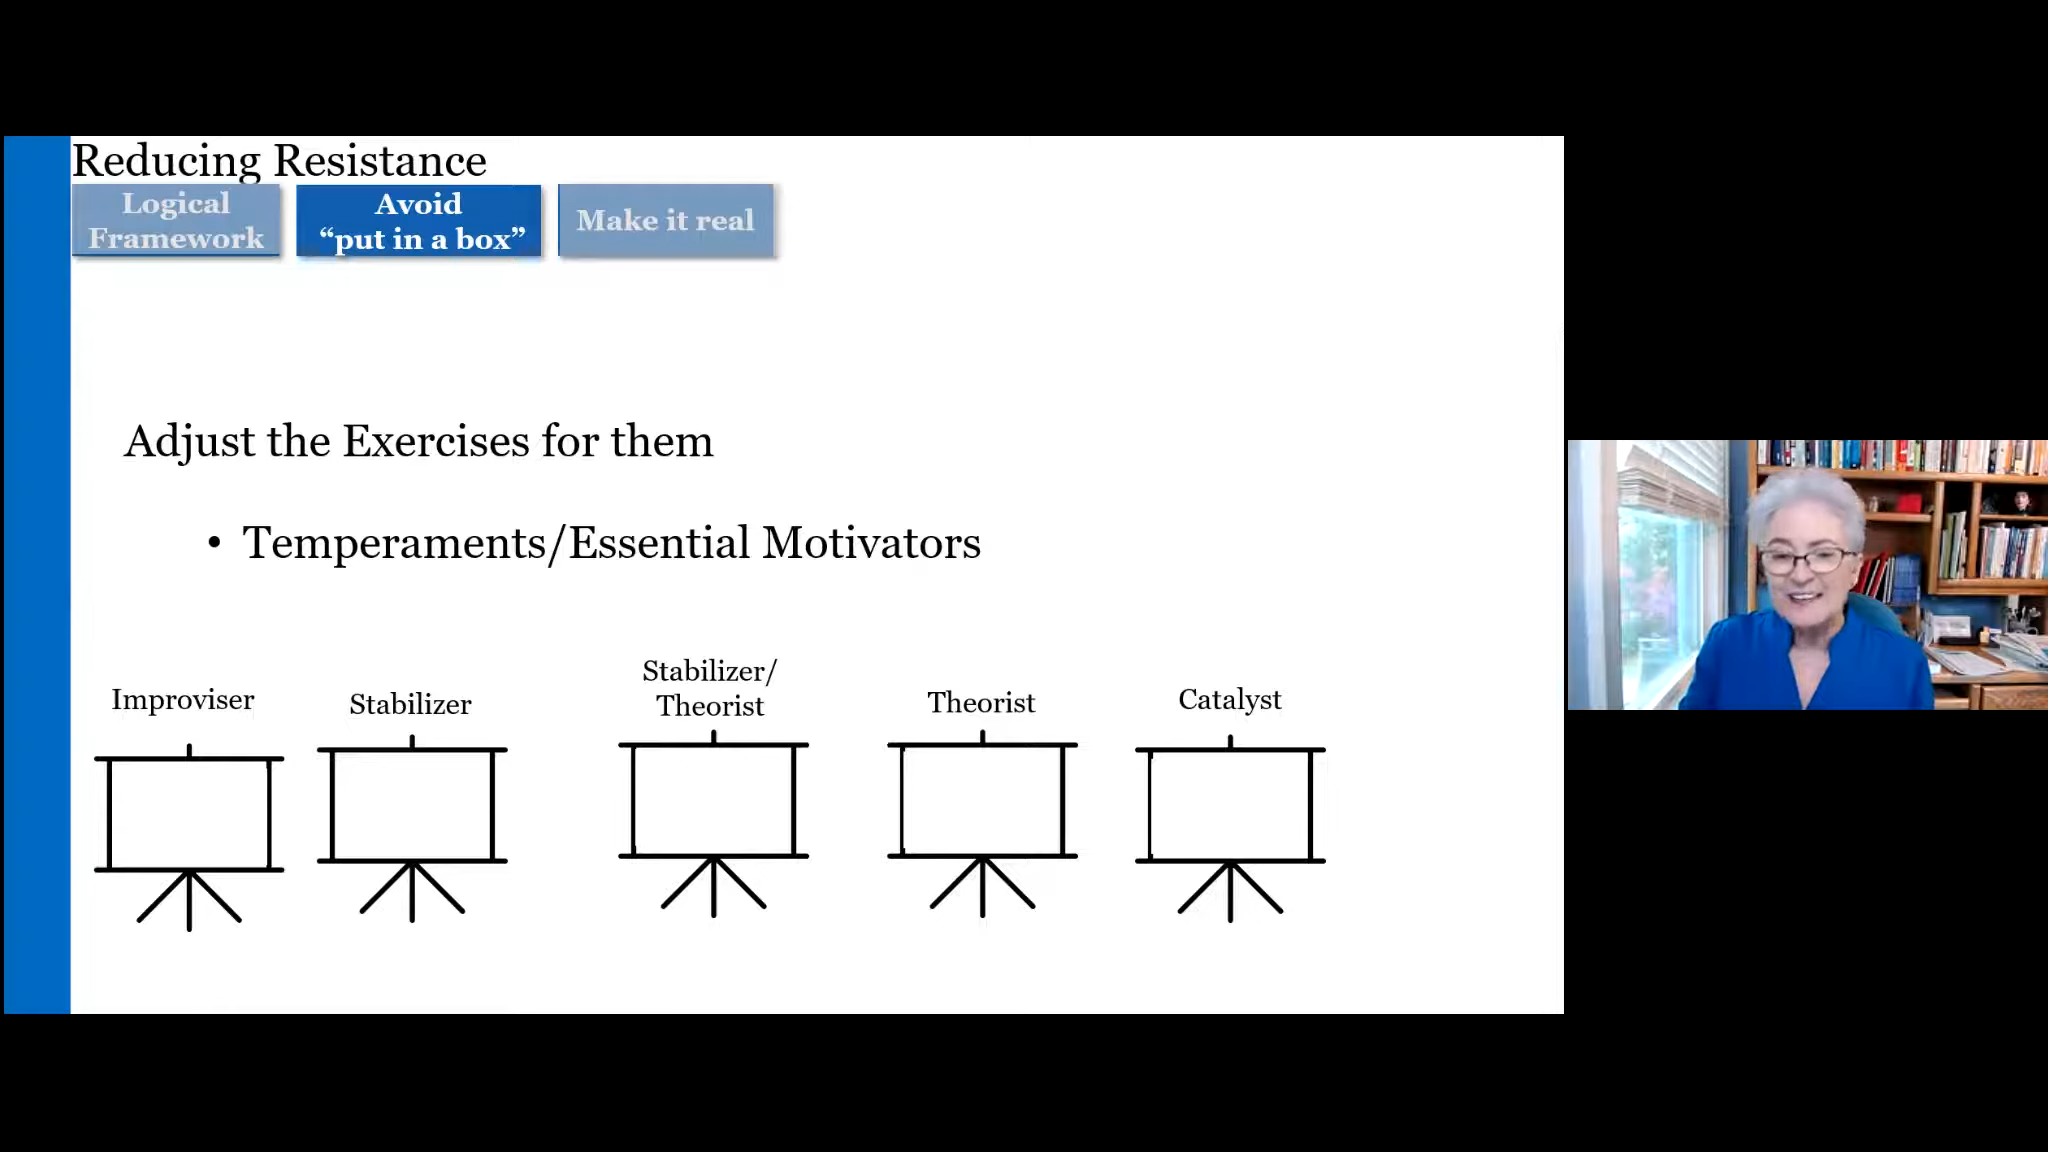 Reducing Resistance
Logical
Framework
Avoid
“put in a box”
Make it real
Adjust the Exercises for them
• Temperaments/Essential Motivators
Improviser
Stabilizer
Stabilizer/
Theorist
Theorist
Catalyst